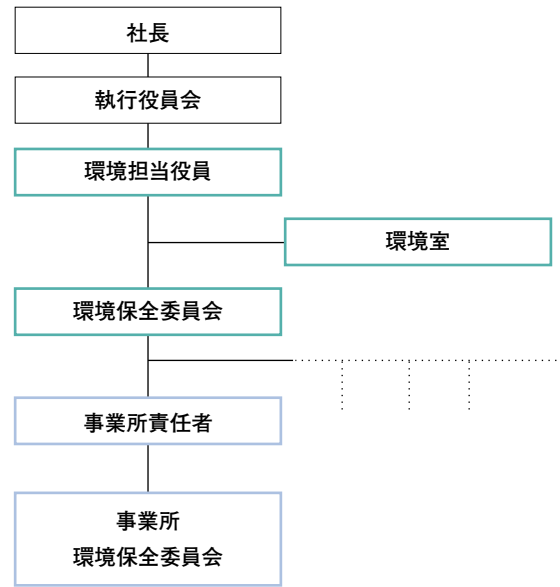 社長
執行役員会
環境担当役員
環境室
環境保全委員会
事業所責任者
事業所
環境保全委員会